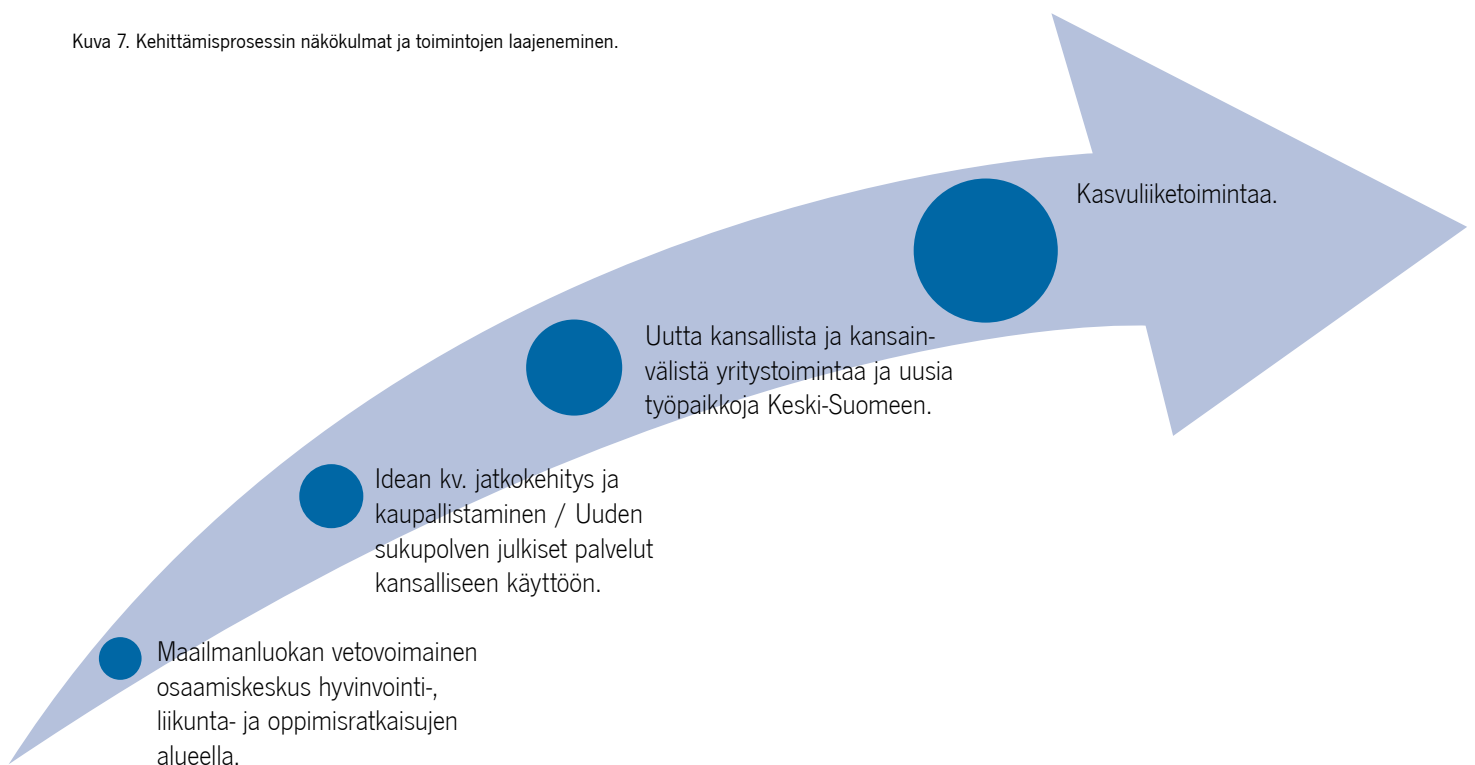 Kuva 7. Kehittämisprosessin näkökulmat ja toimintojen laajeneminen.
Kasvuliiketoimintaa.
Uutta kansallista ja kansain-
välistä yritystoimintaa ja uusia
työpaikkoja Keski-Suomeen.
Idean kv. jatkokehitys ja
kaupallistaminen / Uuden
sukupolven julkiset palvelut
kansalliseen käyttöön.
Maailmanluokan vetovoimainen
osaamiskeskus hyvinvointi-,
liikunta- ja oppimisratkaisujen
alueella.